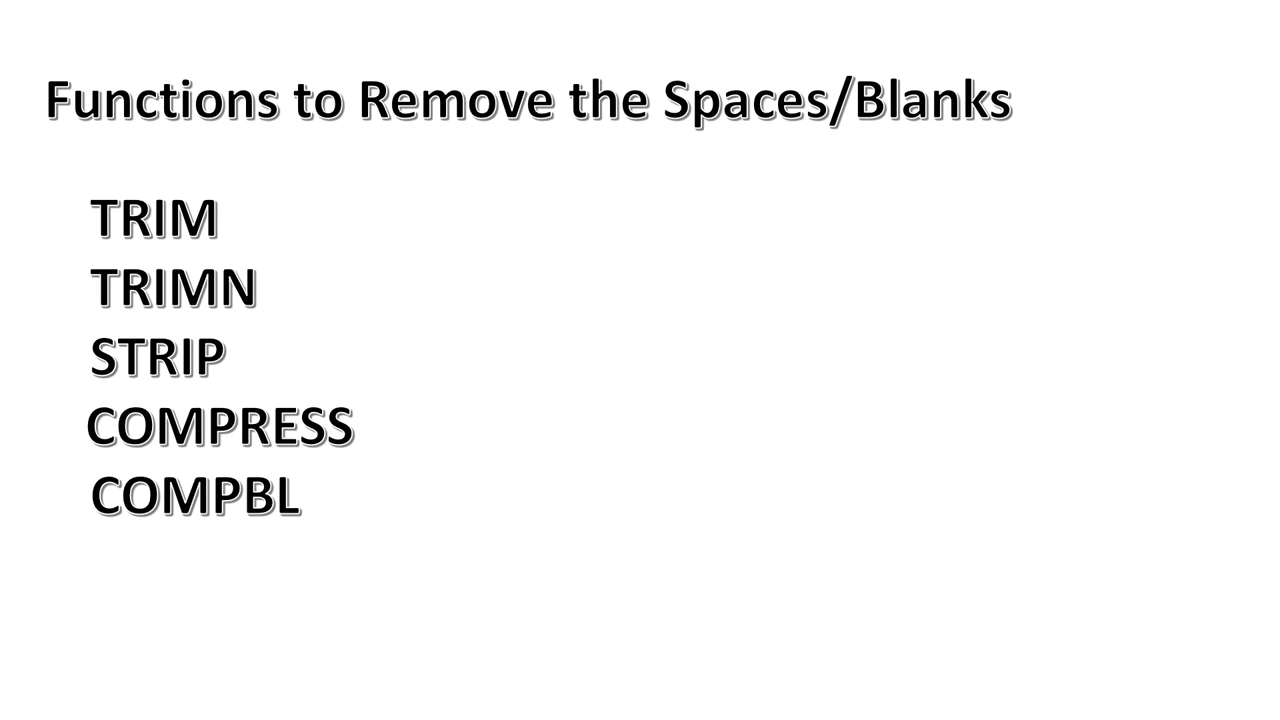 Functions to Remove the Spaces/Blanks
TRIM
TRIMN
STRIP
COMPRESS
COMPBL